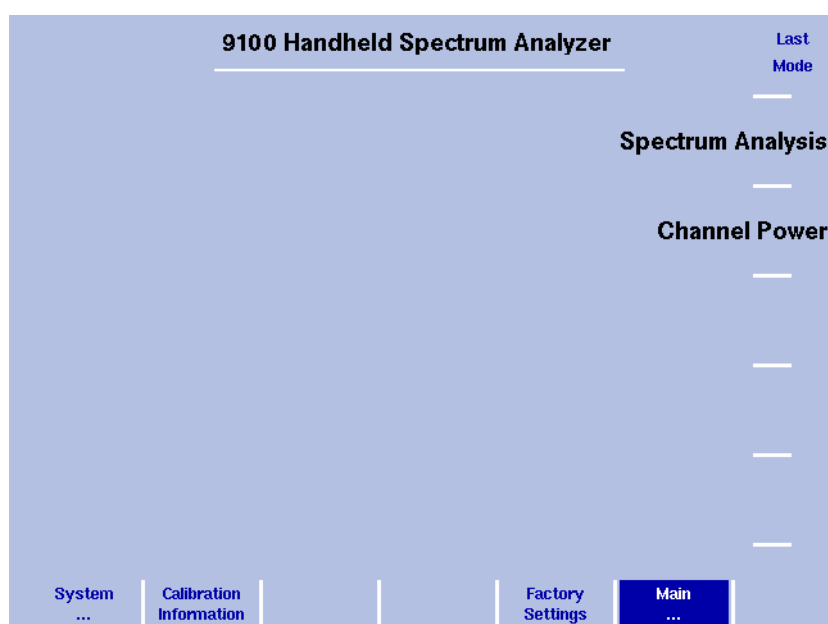 9100 Handheld Spectrum Analyzer
Last
Mode
Spectrum Analysis
Channel Power
System
...
Calibration
Information
Factory
Settings
Main
...